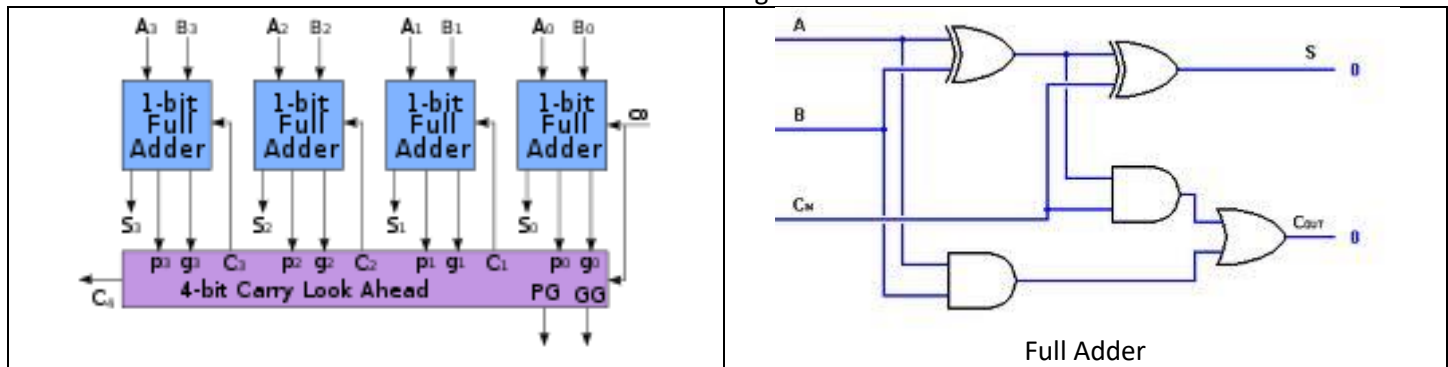 A3 B3 A2 B2 A1 B1 A0 B0
1-bit Full Adder
1-bit Full Adder
1-bit Full Adder
1-bit Full Adder
c0
S3 S2 S1 S0
p3 g3 C3 p2 g2 C2 p1 g1 C1 p0 g0
4-bit Carry Look Ahead
PG GG
C4
A
B
CIN
S
0
COUT
0
Full Adder